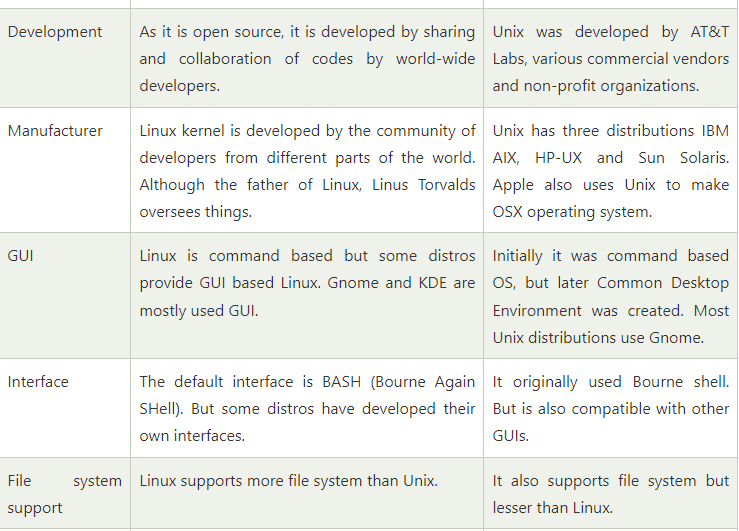 Development
As it is open source, it is developed by sharing
and collaboration of codes by world-wide
developers.
Unix was developed by AT&T
Labs, various commercial vendors
and non-profit organizations.
Manufacturer
Linux kernel is developed by the community of
developers from different parts of the world.
Although the father of Linux, Linus Torvalds
oversees things.
Unix has three distributions IBM
AIX, HP-UX and Sun Solaris.
Apple also uses Unix to make
OSX operating system.
GUI
Linux is command based but some distros
provide GUI based Linux. Gnome and KDE are
mostly used GUI.
Initially it was command based
OS, but later Common Desktop
Environment was created. Most
Unix distributions use Gnome.
Interface
The default interface is BASH (Bourne Again
SHell). But some distros have developed their
own interfaces.
It originally used Bourne shell.
But is also compatible with other
GUIs.
File system
support
Linux supports more file system than Unix.
It also supports file system but
lesser than Linux.